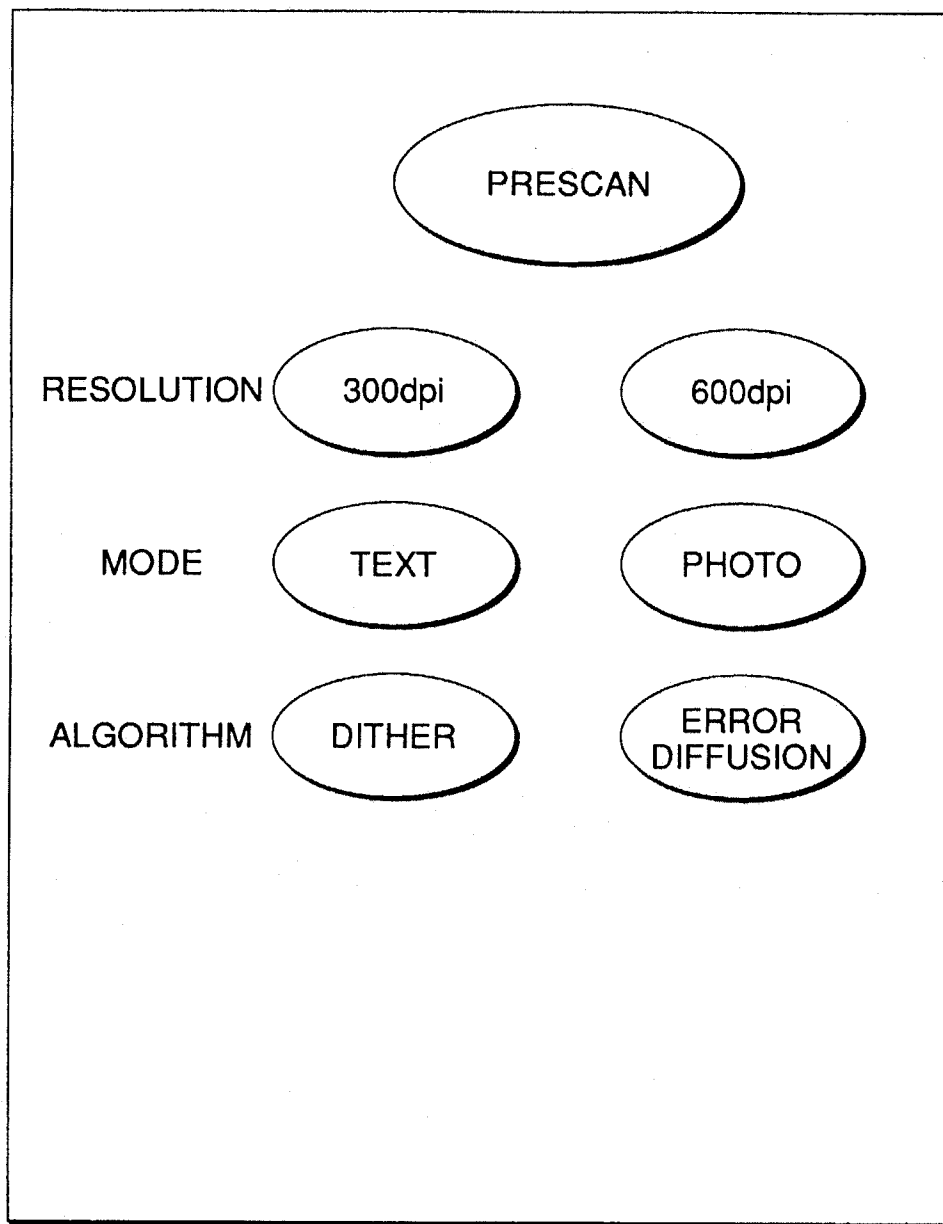 PRESCAN
RESOLUTION 300dpi 600dpi
MODE TEXT PHOTO
ALGORITHM DITHER ERROR
DIFFUSION